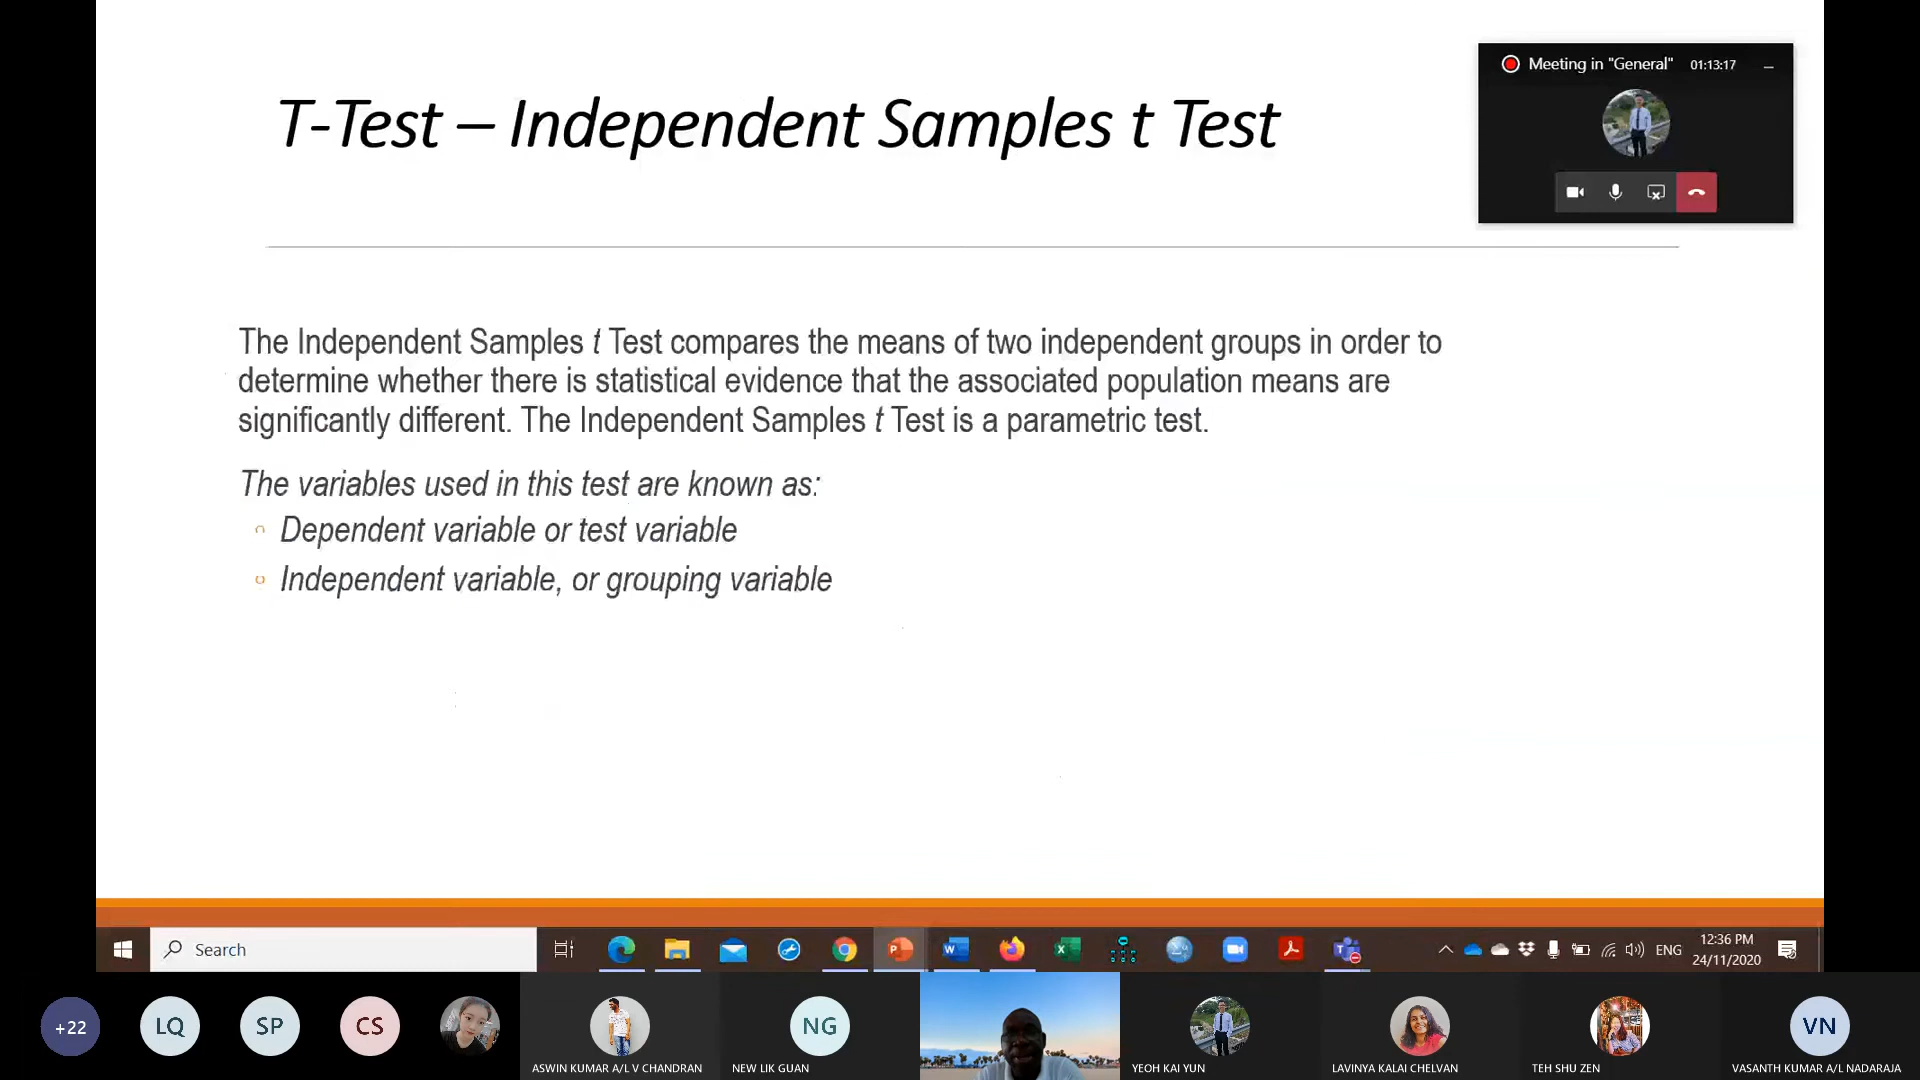 T-Test – Independent Samples t Test
Meeting in "General" 01:13:17
The Independent Samples t Test compares the means of two independent groups in order to
determine whether there is statistical evidence that the associated population means are
significantly different. The Independent Samples t Test is a parametric test.
The variables used in this test are known as:
Dependent variable or test variable
Independent variable, or grouping variable
Search
ENG
12:36 PM
24/11/2020
+22
LQ
SP
CS
NG
VN
ASWIN KUMAR A/L V CHANDRAN
NEW LIK GUAN
YEOH KAI YUN
LAVINYA KALAI CHELVAN
TEH SHU ZEN
VASANTH KUMAR A/L NADARAJA